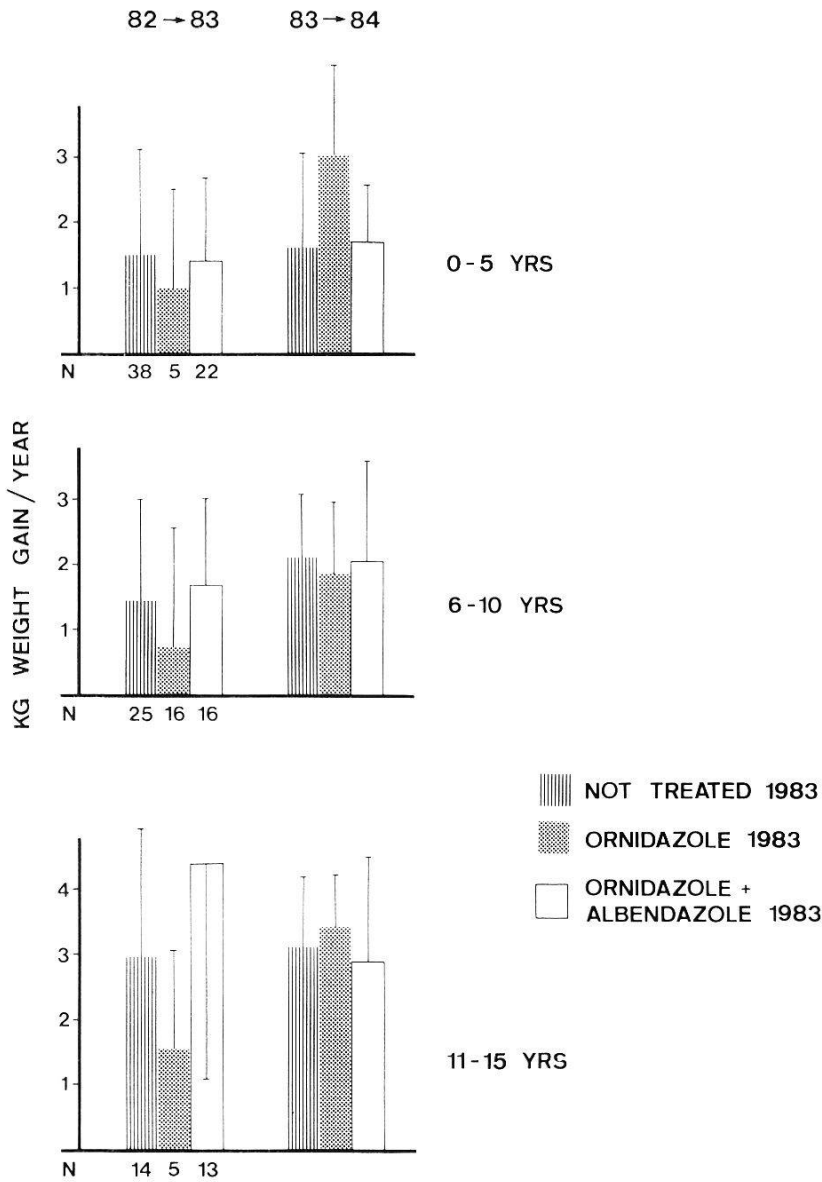 82 → 83 83 → 84
3
2
1
0-5 YRS
N 38 5 22
KG WEIGHT GAIN / YEAR
3
2
1
6-10 YRS
N 25 16 16
NOT TREATED 1983
ORNIDAZOLE 1983
ORNIDAZOLE +
ALBENDAZOLE 1983
4
3
2
1
11-15 YRS
N 14 5 13